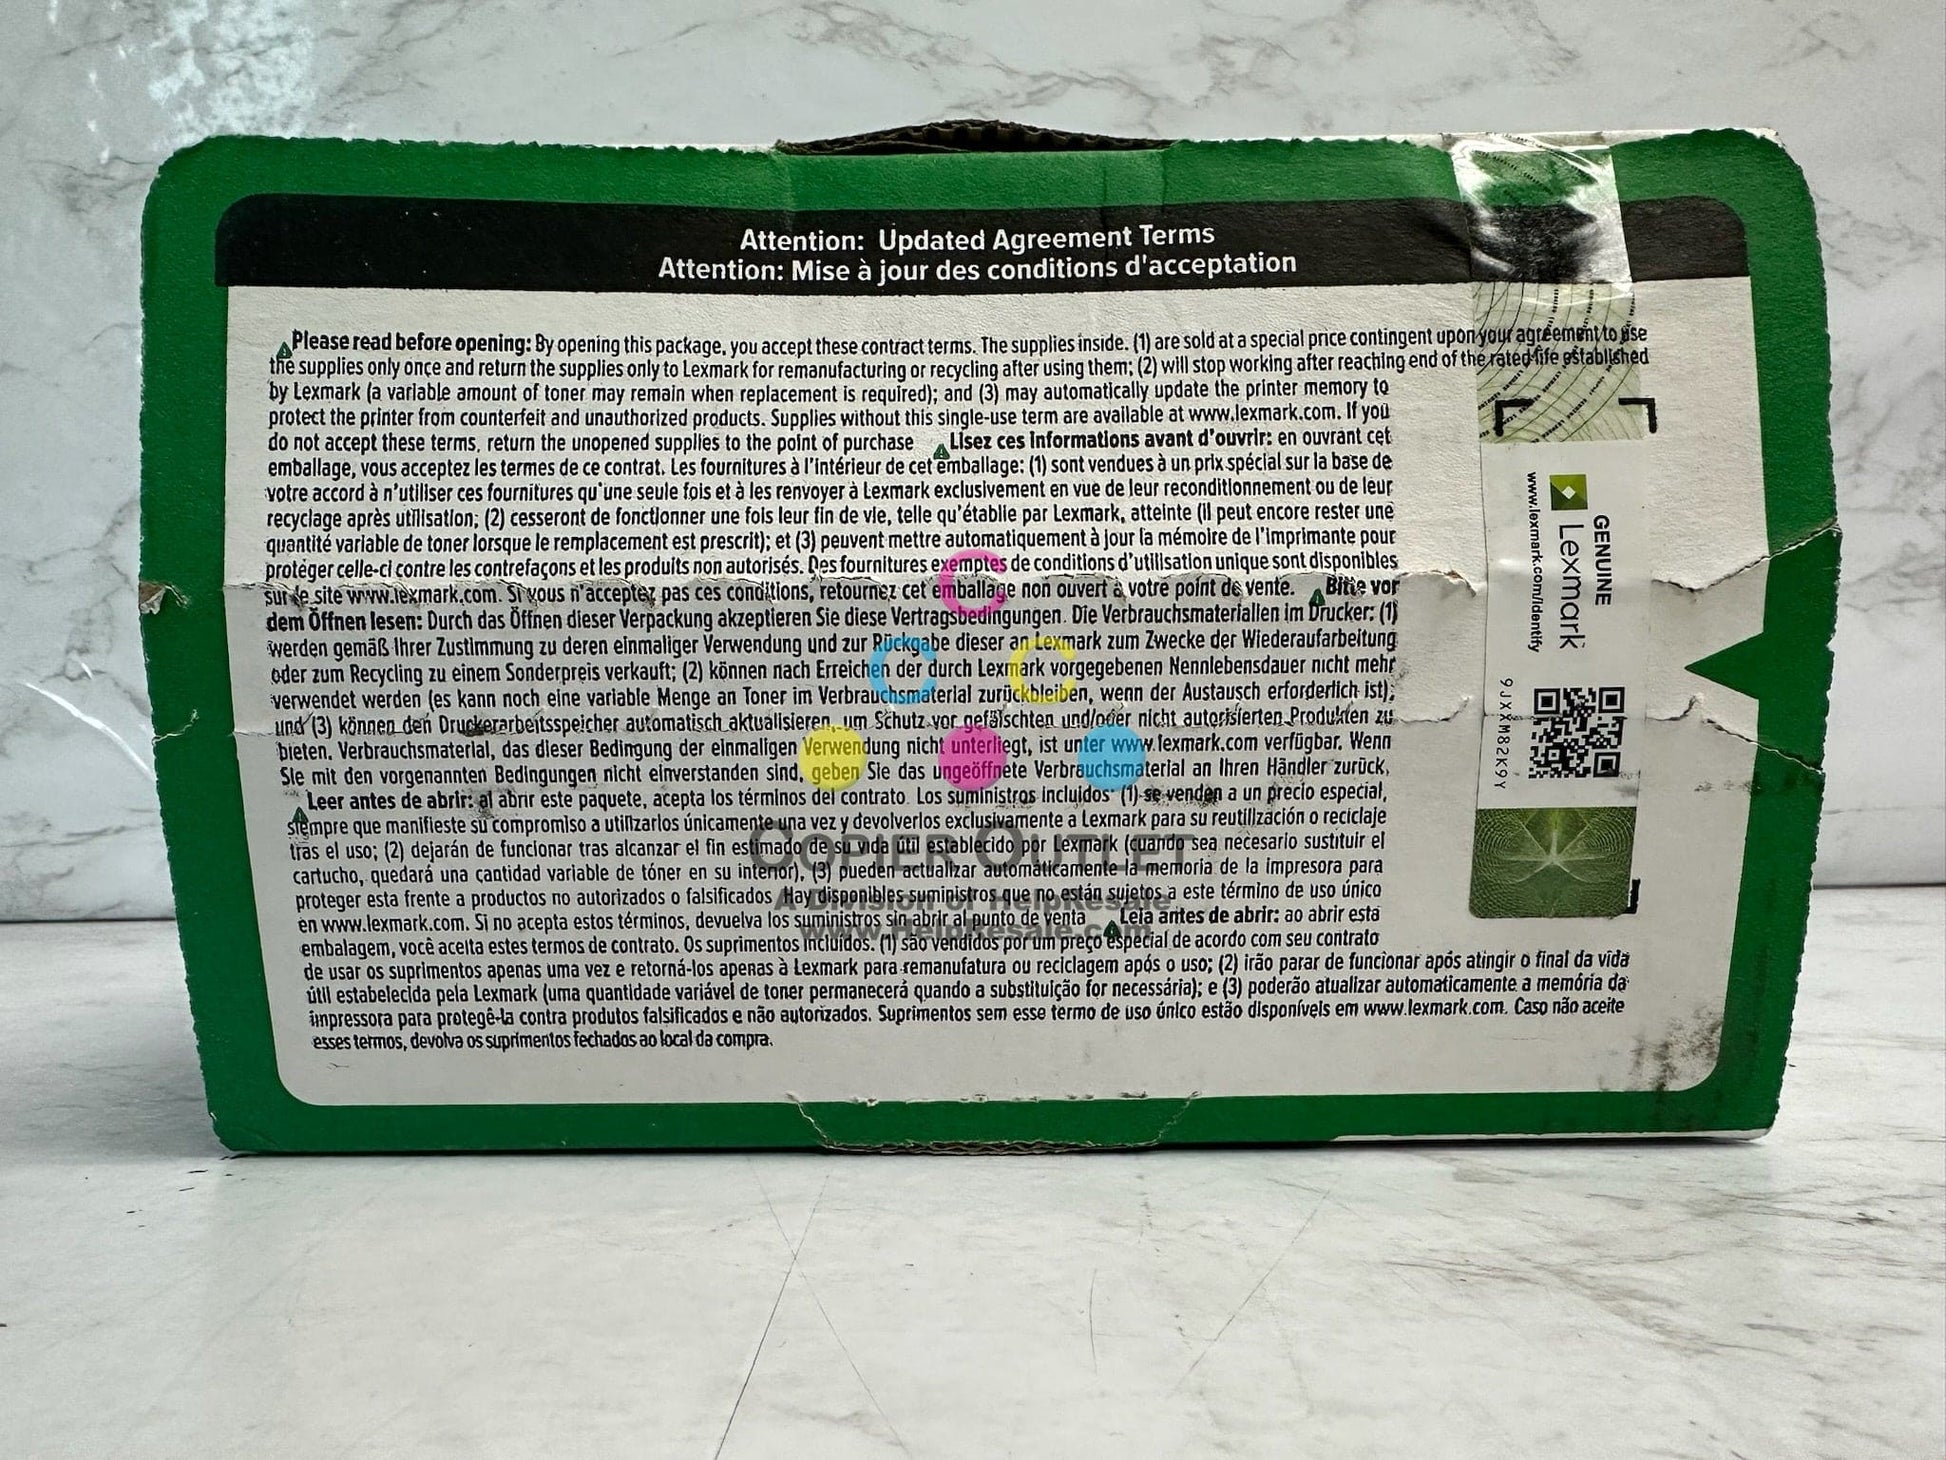 Attention: Updated Agreement Terms
Attention: Mise à jour des conditions d'acceptation
Please read before opening: By opening this package, you accept these contract terms. The supplies inside. (1) are sold at a special price contingent upon your agreement to use
the supplies only once and return the supplies only to Lexmark for remanufacturing or recycling after using them; (2) will stop working after reaching end of the rated life established
by Lexmark (a variable amount of toner may remain when replacement is required); and (3) may automatically update the printer memory to
protect the printer from counterfeit and unauthorized products. Supplies without this single-use term are available at www.lexmark.com. If you
do not accept these terms, return the unopened supplies to the point of purchase Lisez ces informations avant d'ouvrir: en ouvrant cet
emballage, vous acceptez les termes de ce contrat. Les fournitures à l'intérieur de cet emballage: (1) sont vendues à un prix spécial sur la base de
votre accord à n'utiliser ces fournitures qu'une seule fois et à les renvoyer à Lexmark exclusivement en vue de leur reconditionnement ou de leur
recyclage après utilisation; (2) cesseront de fonctionner une fois leur fin de vie, telle qu'établie par Lexmark, atteinte (il peut encore rester une
quantité variable de toner lorsque le remplacement est prescrit); et (3) peuvent mettre automatiquement à jour la mémoire de l'imprimante pour
protéger celle-ci contre les contrefaçons et les produits non autorisés. Des fournitures exemptes de conditions d'utilisation unique sont disponibles
sur le site www.lexmark.com. Si vous n'acceptez pas ces conditions, retournez cet emballage non ouvert à votre point de vente. Bitte vor
dem Öffnen lesen: Durch das Öffnen dieser Verpackung akzeptieren Sie diese Vertragsbedingungen. Die Verbrauchsmaterialien im Drucker: (1)
werden gemäß Ihrer Zustimmung zu deren einmaliger Verwendung und zur Rückgabe dieser an Lexmark zum Zwecke der Wiederaufarbeitung
oder zum Recycling zu einem Sonderpreis verkauft; (2) können nach Erreichen der durch Lexmark vorgegebenen Nennlebensdauer nicht mehr
verwendet werden (es kann noch eine variable Menge an Toner im Verbrauchsmaterial zurückbleiben, wenn der Austausch erforderlich ist);
und (3) können den Druckerarbeitsspeicher automatisch aktualisieren, um Schutz vor gefälschten und/oder nicht autorisierten Produkten zu
bieten. Verbrauchsmaterial, das dieser Bedingung der einmaligen Verwendung nicht unterliegt, ist unter www.lexmark.com verfügbar. Wenn
Sie mit den vorgenannten Bedingungen nicht einverstanden sind, geben Sie das ungeöffnete Verbrauchsmaterial an Ihren Händler zurück.
Leer antes de abrir: al abrir este paquete, acepta los términos del contrato. Los suministros incluidos (1) se venden a un precio especial,
siempre que manifieste su compromiso a utilizarlos únicamente una vez y devolverlos exclusivamente a Lexmark para su reutilización o reciclaje
tras el uso; (2) dejarán de funcionar tras alcanzar el fin estimado de su vida útil establecido por Lexmark (cuando sea necesario sustituir el
cartucho, quedará una cantidad variable de tóner en su interior), (3) pueden actualizar automáticamente la memoria de la impresora para
proteger esta frente a productos no autorizados o falsificados Hay disponibles suministros que no están sujetos a este término de uso único
en www.lexmark.com. Si no acepta estos términos, devuelva los suministros sin abrir al punto de venta Leia antes de abrir: ao abrir esta
embalagem, você aceita estes termos de contrato. Os suprimentos incluídos. (1) são vendidos por um preço especial de acordo com seu contrato
de usar os suprimentos apenas uma vez e retorná-los apenas à Lexmark para remanufatura ou reciclagem após o uso; (2) irão parar de funcionar após atingir o final da vida
útil estabelecida pela Lexmark (uma quantidade variável de toner permanecerá quando a substituição for necessária); e (3) poderão atualizar automaticamente a memória da
impressora para protegê-la contra produtos falsificados e não autorizados. Suprimentos sem esse termo de uso único estão disponíveis em www.lexmark.com. Caso não aceite
esses termos, devolva os suprimentos fechados ao local da compra.
GENUINE
Lexmark
www.lexmark.com/identify
9JXXM82K9Y
C
C C
COPIER OUTLET
A Division of HelpResale
www.HelpResale.com